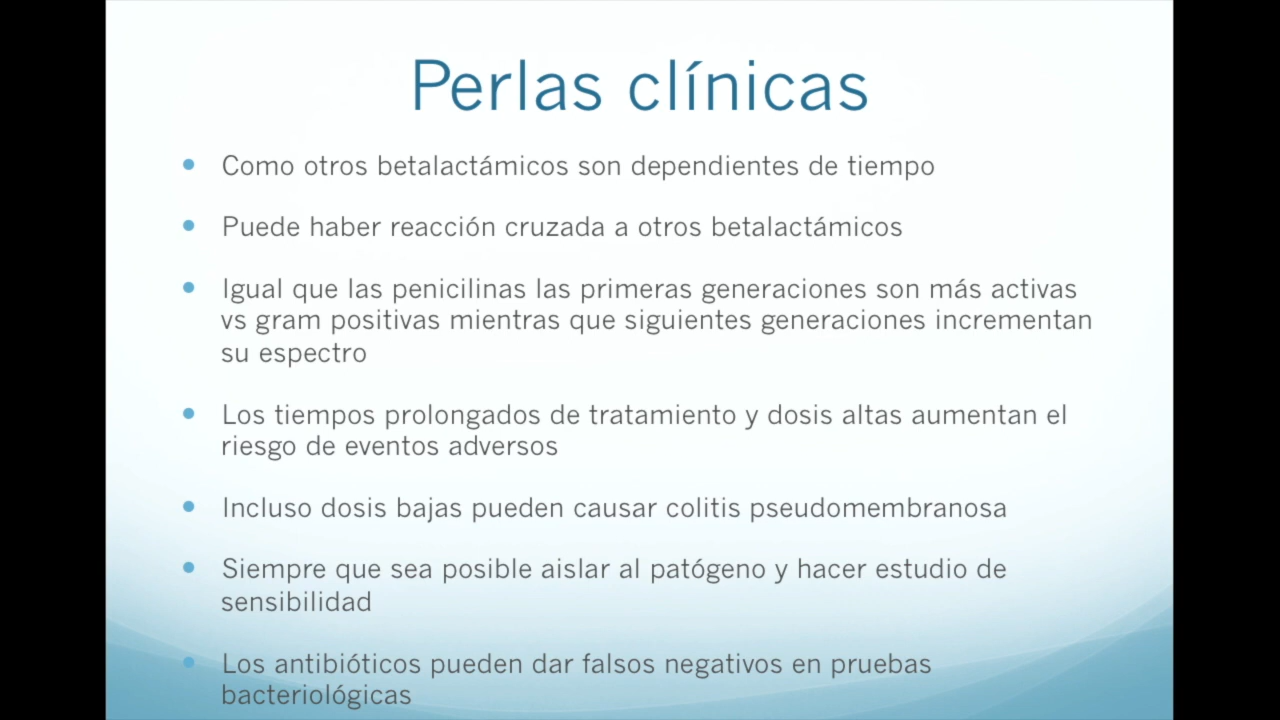 Perlas clínicas
• Como otros betalactámicos son dependientes de tiempo
• Puede haber reacción cruzada a otros betalactámicos
• Igual que las penicilinas las primeras generaciones son más activas
vs gram positivas mientras que siguientes generaciones incrementan
su espectro
• Los tiempos prolongados de tratamiento y dosis altas aumentan el
riesgo de eventos adversos
• Incluso dosis bajas pueden causar colitis pseudomembranosa
• Siempre que sea posible aislar al patógeno y hacer estudio de
sensibilidad
• Los antibióticos pueden dar falsos negativos en pruebas
bacteriológicas